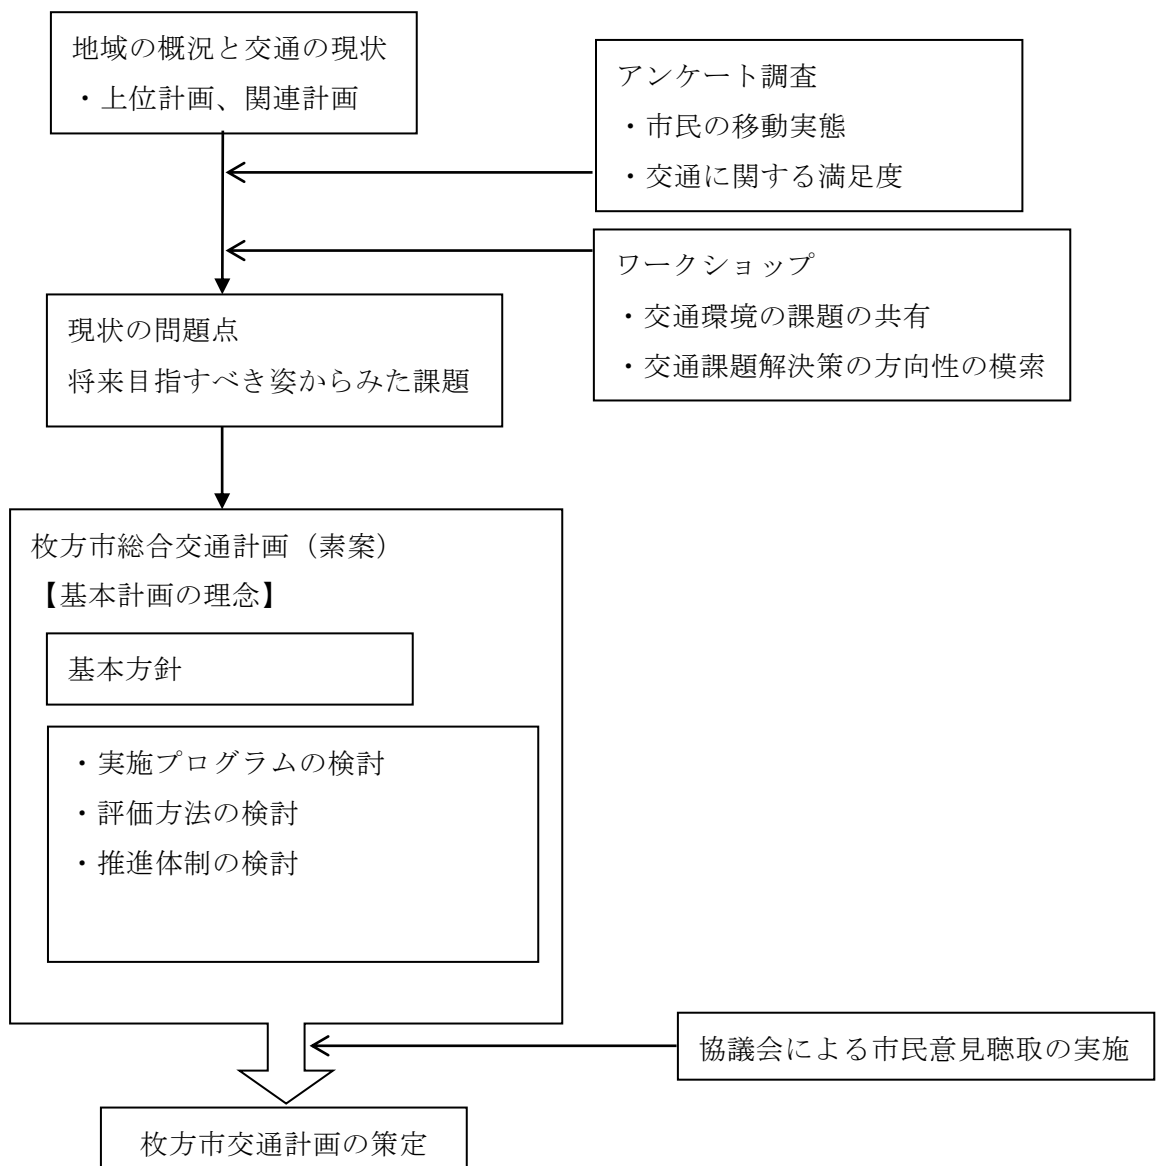 地域の概況と交通の現状
・上位計画、関連計画
アンケート調査
・市民の移動実態
・交通に関する満足度
ワークショップ
・交通環境の課題の共有
・交通課題解決策の方向性の模索
現状の問題点
将来目指すべき姿からみた課題
枚方市総合交通計画（素案）
【基本計画の理念】
基本方針
・実施プログラムの検討
・評価方法の検討
・推進体制の検討
協議会による市民意見聴取の実施
枚方市交通計画の策定